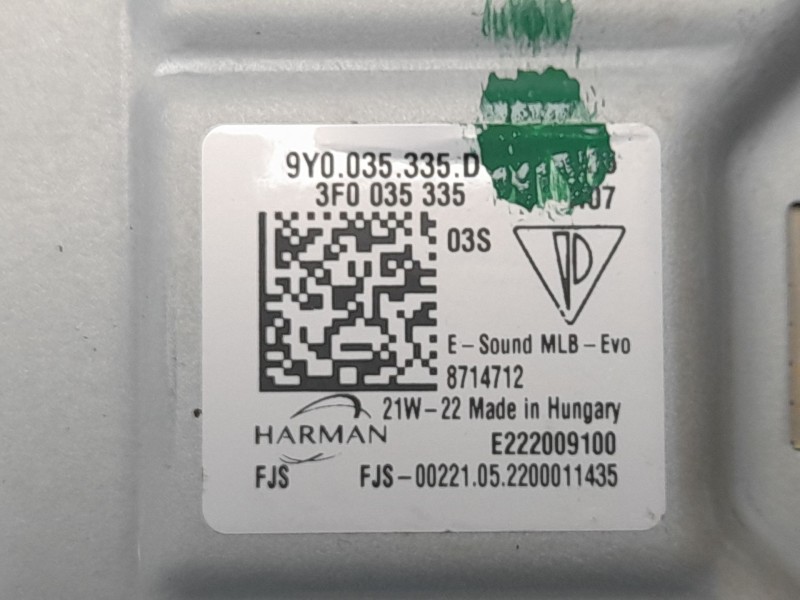 9Y0.035.335.D
3F0 035 335
03S
E-Sound MLB-Evo
8714712
21W-22 Made in Hungary
HARMAN
E222009100
FJS FJS-00221.05.2200011435